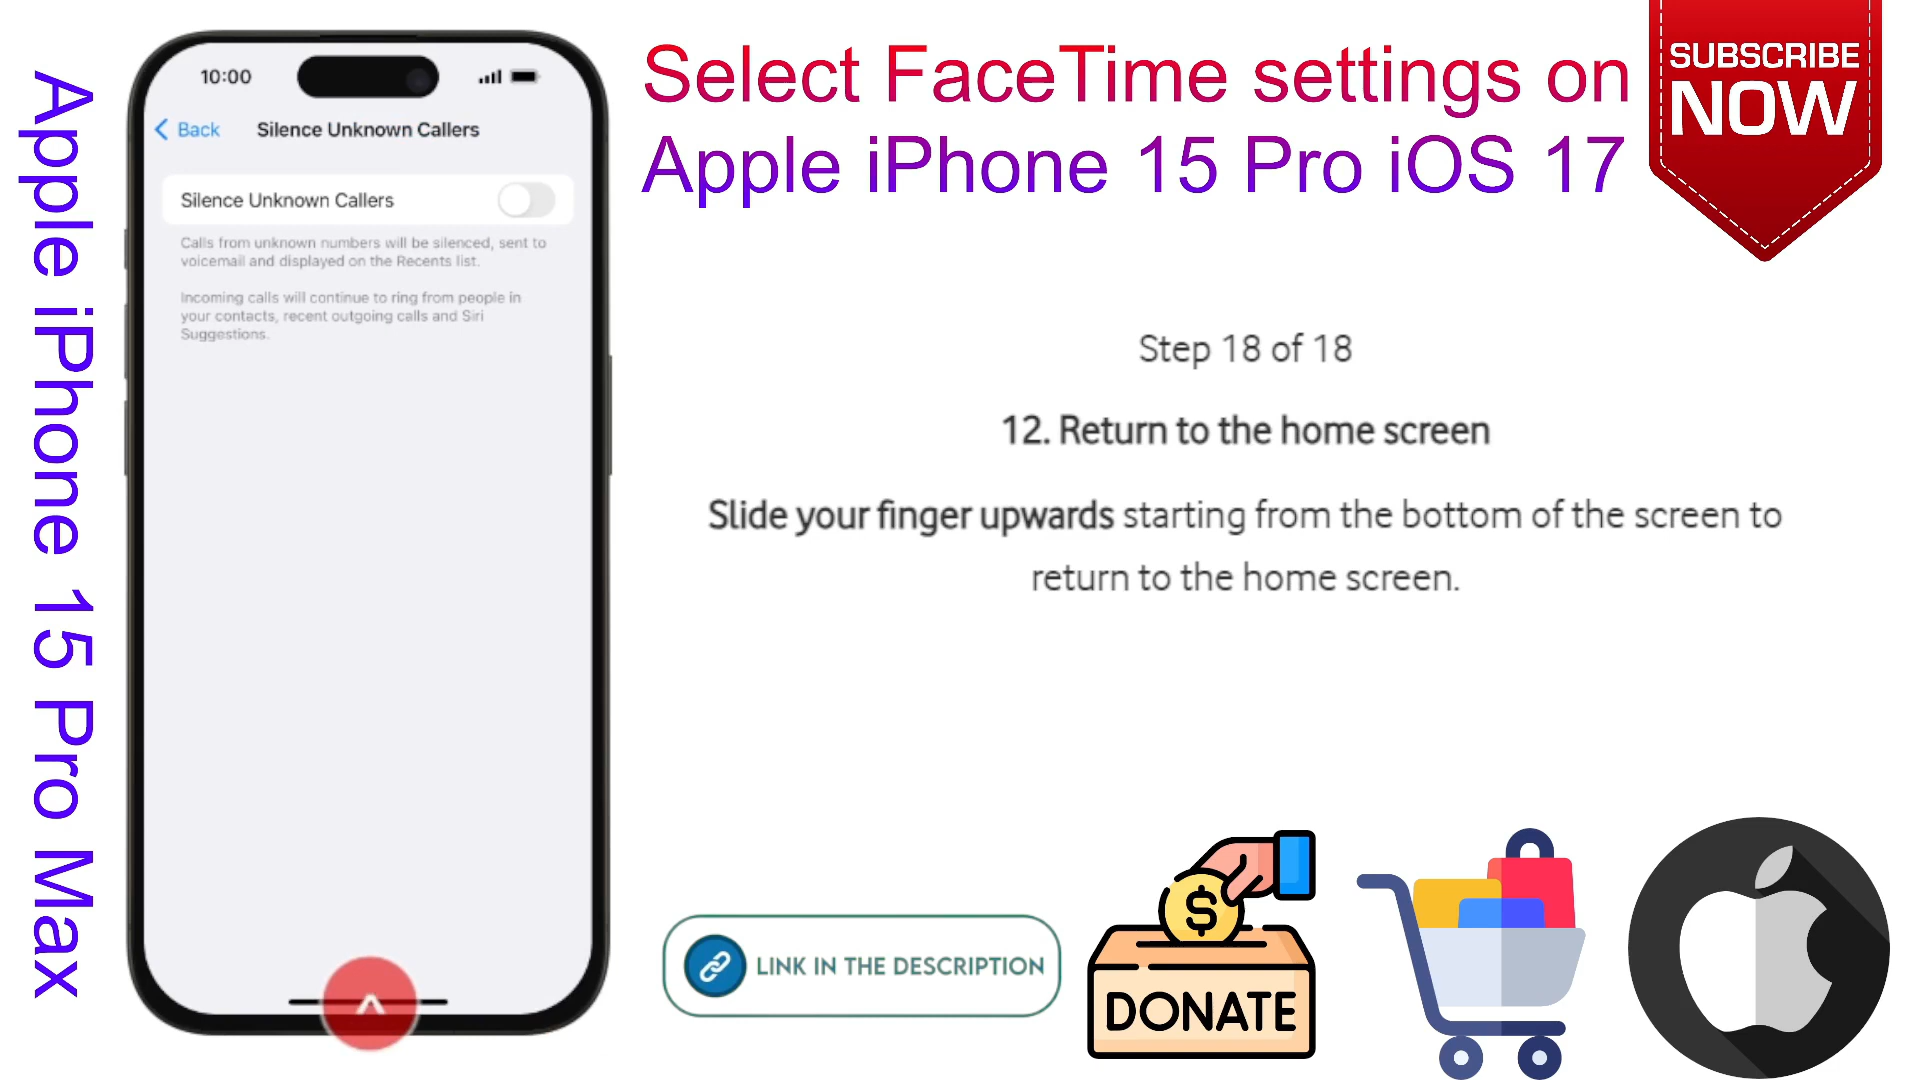 Apple iPhone 15 Pro Max
10:00
Back
Silence Unknown Callers
Silence Unknown Callers
Calls from unknown numbers will be silenced, sent to
voicemail and displayed on the Recents list.
Incoming calls will continue to ring from people in
your contacts, recent outgoing calls and Siri
Suggestions.
Select FaceTime settings on
Apple iPhone 15 Pro iOS 17
SUBSCRIBE
NOW
Step 18 of 18
12. Return to the home screen
Slide your finger upwards starting from the bottom of the screen to
return to the home screen.
LINK IN THE DESCRIPTION
$
DONATE